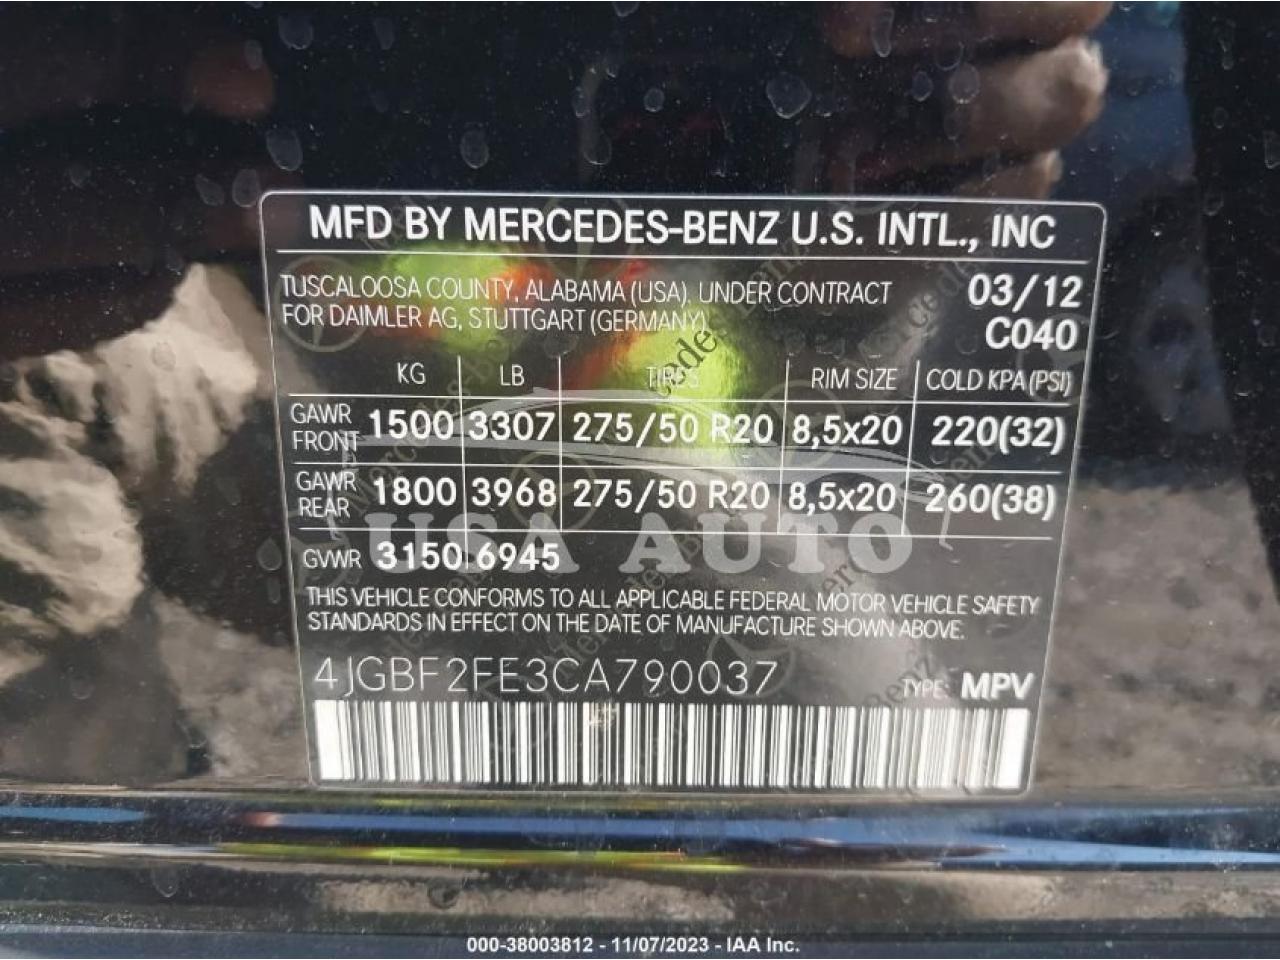 MFD BY MERCEDES-BENZ U.S. INTL., INC
TUSCALOOSA COUNTY, ALABAMA (USA), UNDER CONTRACT 03/12
FOR DAIMLER AG, STUTTGART (GERMANY) C040
KG LB TIRES RIM SIZE COLD KPA (PSI)
GAWR FRONT 1500 3307 275/50 R20 8,5x20 220(32)
GAWR REAR 1800 3968 275/50 R20 8,5x20 260(38)
USA AUTO
GVWR 3150 6945
THIS VEHICLE CONFORMS TO ALL APPLICABLE FEDERAL MOTOR VEHICLE SAFETY
STANDARDS IN EFFECT ON THE DATE OF MANUFACTURE SHOWN ABOVE.
4JGBF2FE3CA790037 TYPE: MPV
000-38003812 - 11/07/2023 - IAA Inc.